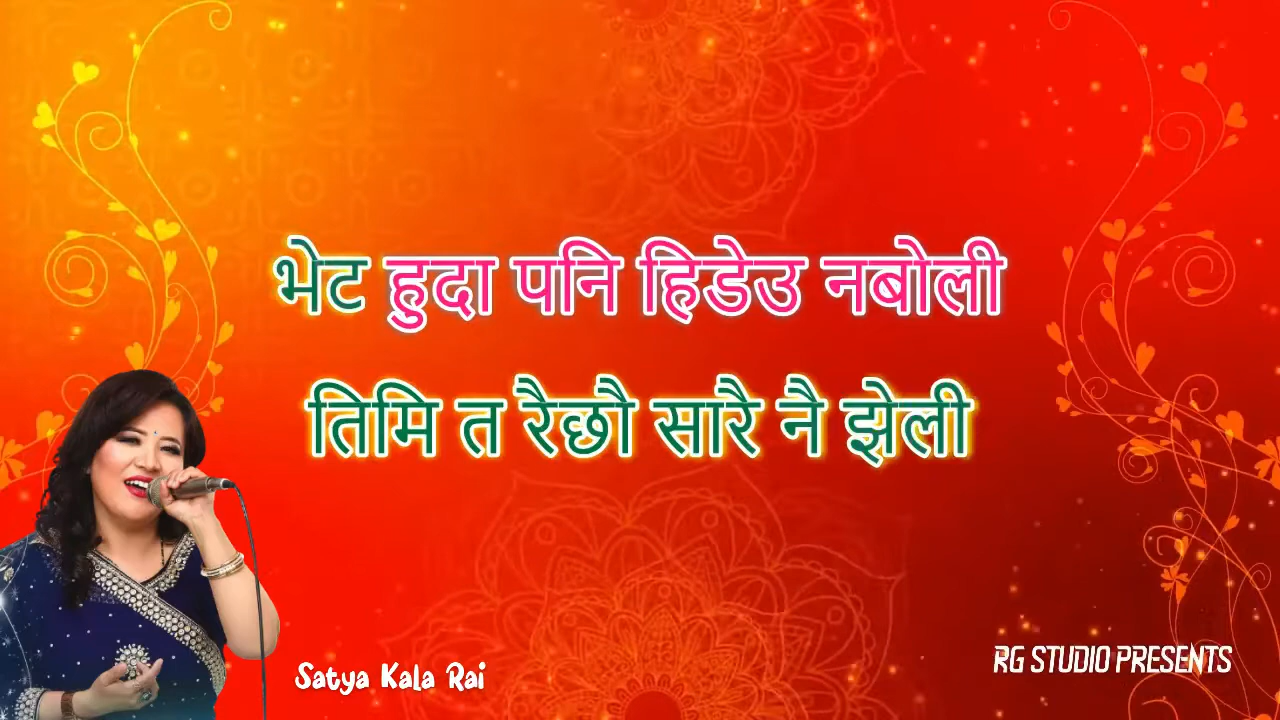 भेट हुदा पनि हिडेउ नबोली
तिमि त रैछौ सारै नै झेली
Satya Kala Rai
RG STUDIO PRESENTS